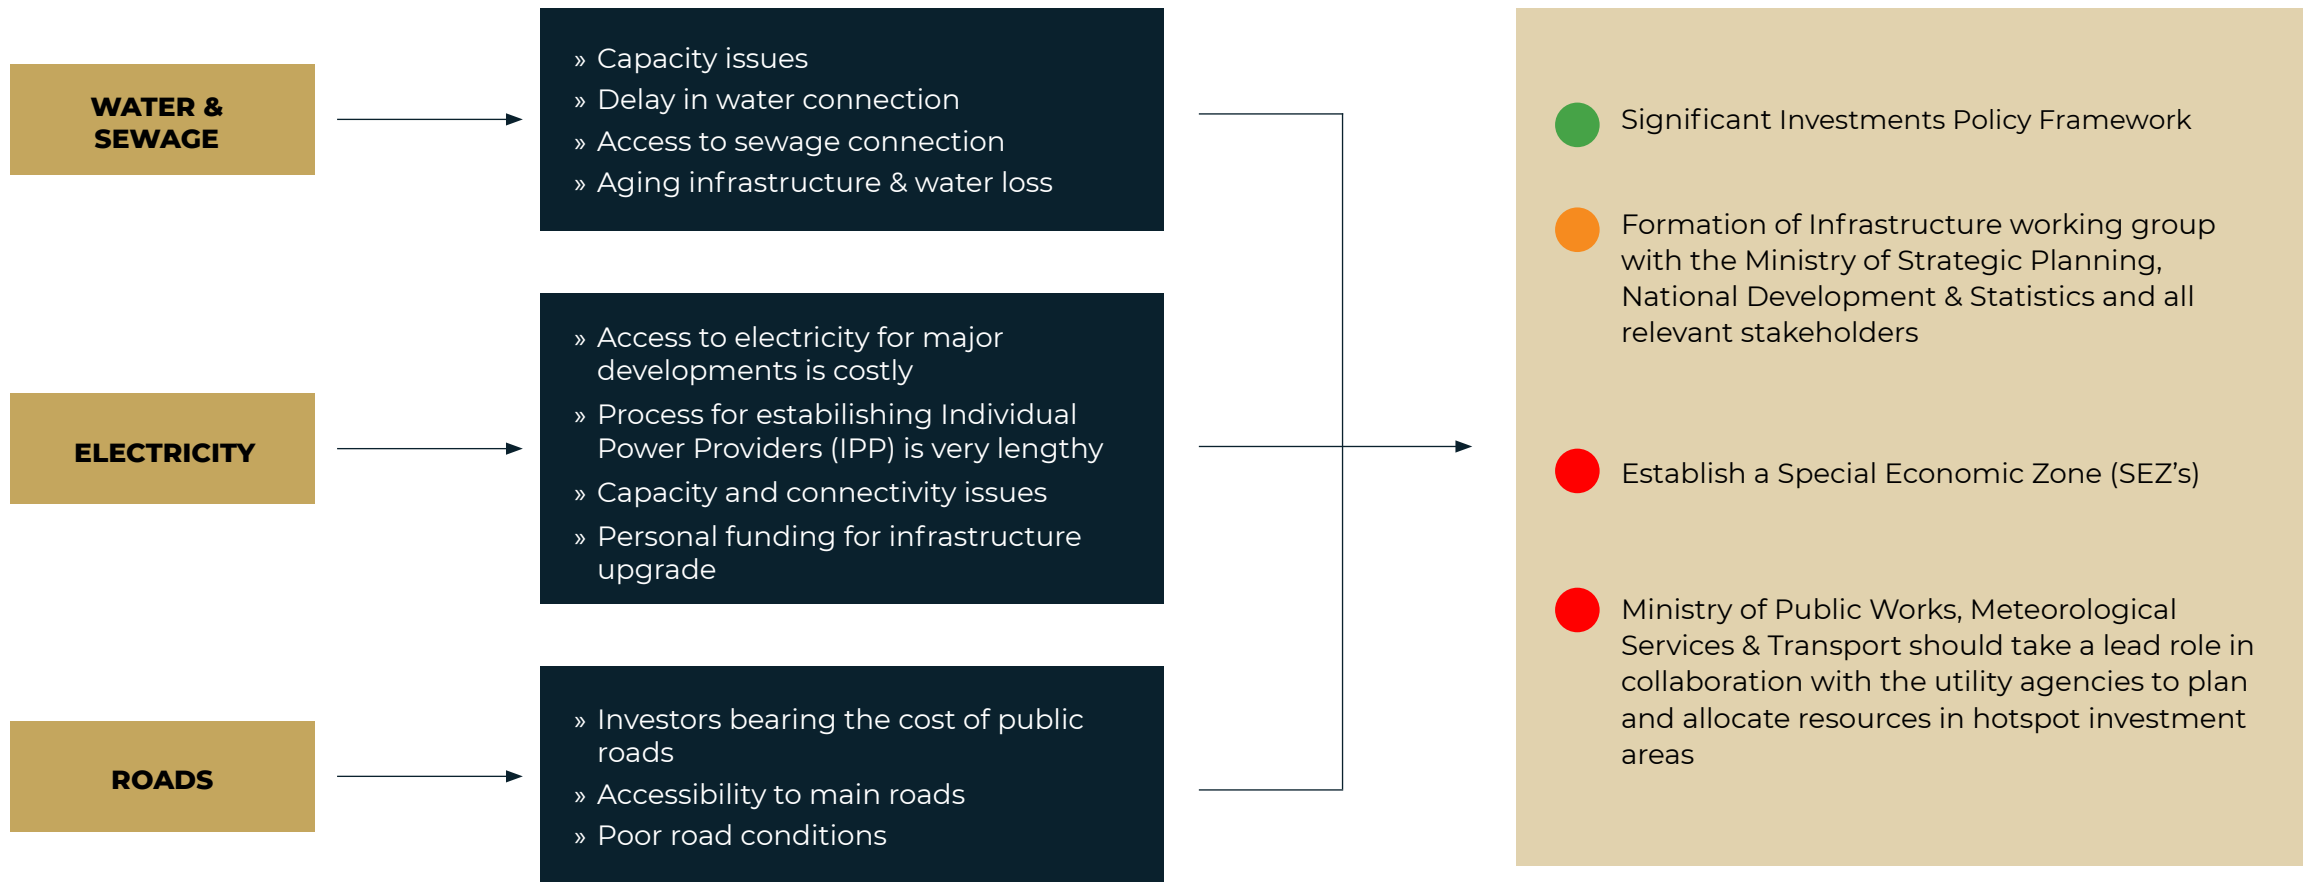 WATER &
SEWAGE
» Capacity issues
» Delay in water connection
» Access to sewage connection
» Aging infrastructure & water loss
ELECTRICITY
» Access to electricity for major
developments is costly
» Process for estabilishing Individual
Power Providers (IPP) is very lengthy
» Capacity and connectivity issues
» Personal funding for infrastructure
upgrade
ROADS
» Investors bearing the cost of public
roads
» Accessibility to main roads
» Poor road conditions
Significant Investments Policy Framework
Formation of Infrastructure working group
with the Ministry of Strategic Planning,
National Development & Statistics and all
relevant stakeholders
Establish a Special Economic Zone (SEZ’s)
Ministry of Public Works, Meteorological
Services & Transport should take a lead role in
collaboration with the utility agencies to plan
and allocate resources in hotspot investment
areas